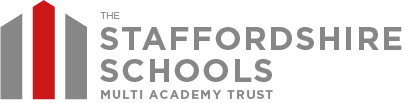 THE
STAFFORDSHIRE
SCHOOLS
MULTI ACADEMY TRUST